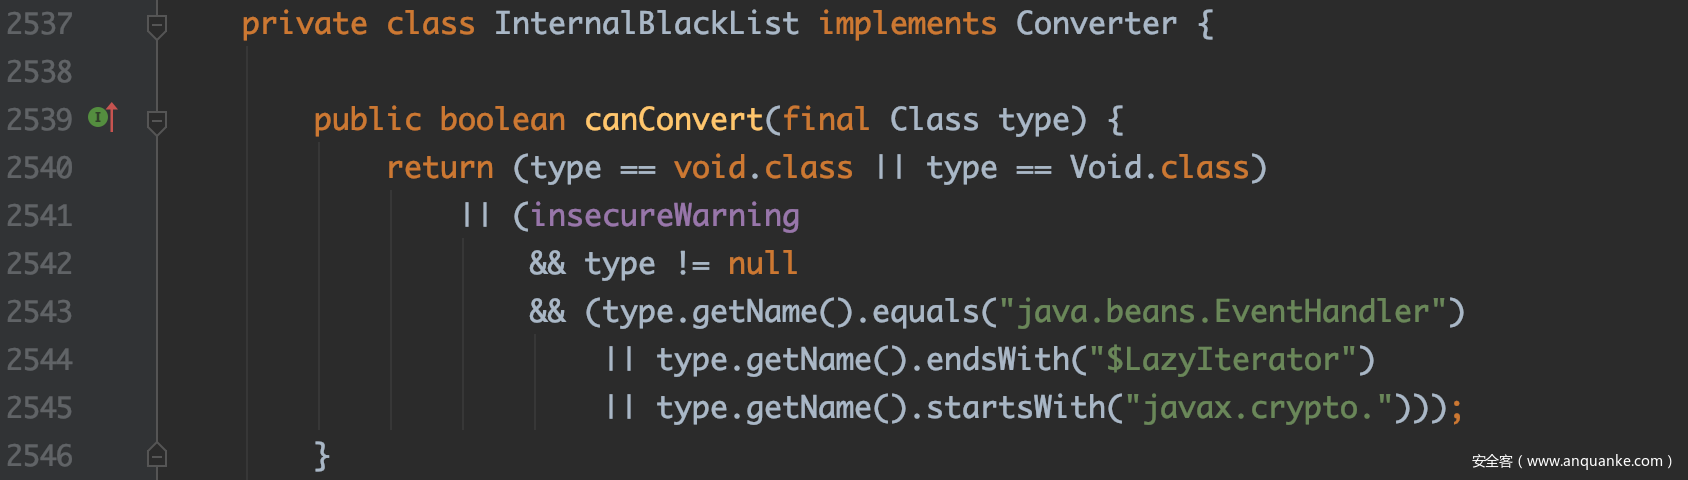 2537 private class InternalBlackList implements Converter {
2538
2539 I public boolean canConvert(final Class type) {
2540 return (type == void.class || type == Void.class)
2541 || (insecureWarning
2542 && type != null
2543 && (type.getName().equals("java.beans.EventHandler")
2544 || type.getName().endsWith("$LazyIterator")
2545 || type.getName().startsWith("javax.crypto.")));
2546 }
安全客（www.anquanke.com）